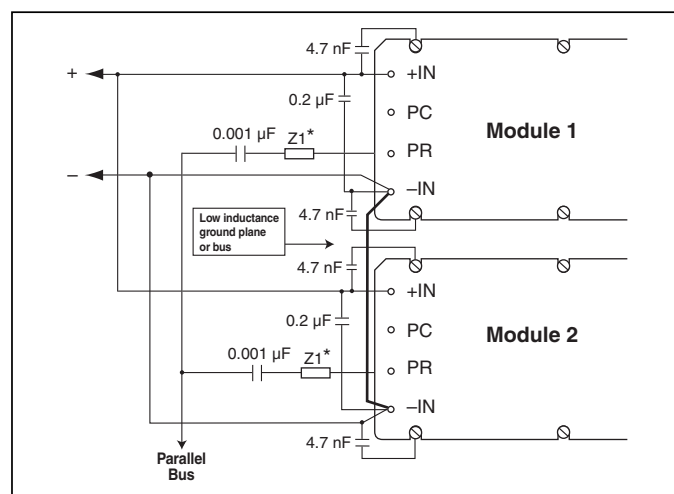 4.7 nF
+
+IN
0.2 µF
PC
Module 1
0.001 µF
Z1*
PR
–
–IN
4.7 nF
Low inductance
ground plane
or bus
4.7 nF
+IN
0.2 µF
PC
Module 2
0.001 µF
Z1*
PR
–IN
4.7 nF
Parallel
Bus